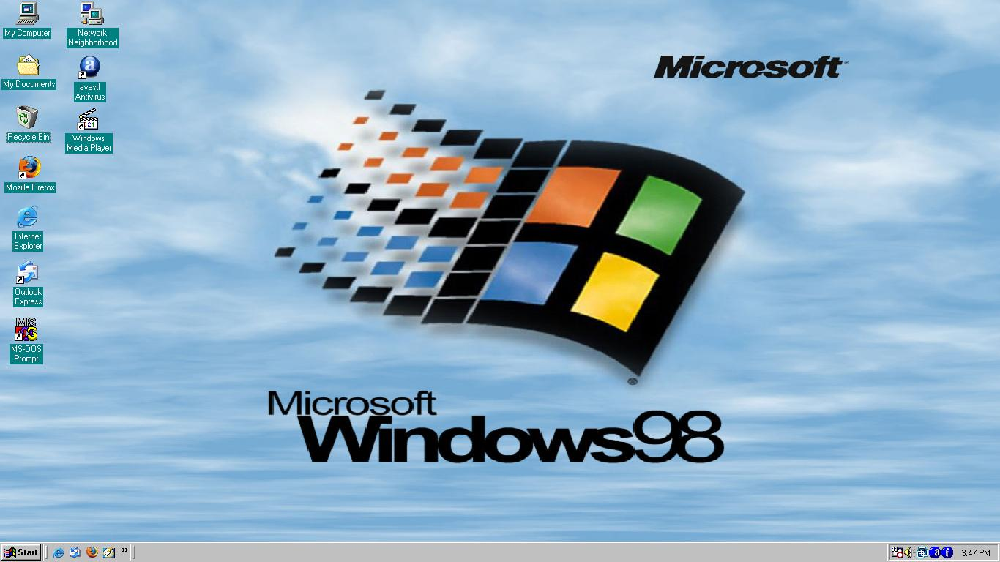 My Computer
Network
Neighborhood
My Documents
avast!
Antivirus
Recycle Bin
Windows
Media Player
Mozilla Firefox
Internet
Explorer
Outlook
Express
MS-DOS
Prompt
Microsoft
Microsoft
Windows98
Start
3:47 PM